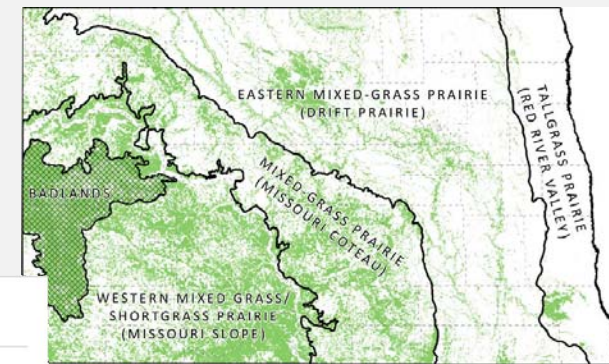 EASTERN MIXED-GRASS PRAIRIE
(DRIFT PRAIRIE)
TALLGRASS PRAIRIE
(RED RIVER VALLEY)
MIXED-GRASS PRAIRIE
(MISSOURI COTEAU)
BADLANDS
WESTERN MIXED GRASS/
SHORTGRASS PRAIRIE
(MISSOURI SLOPE)